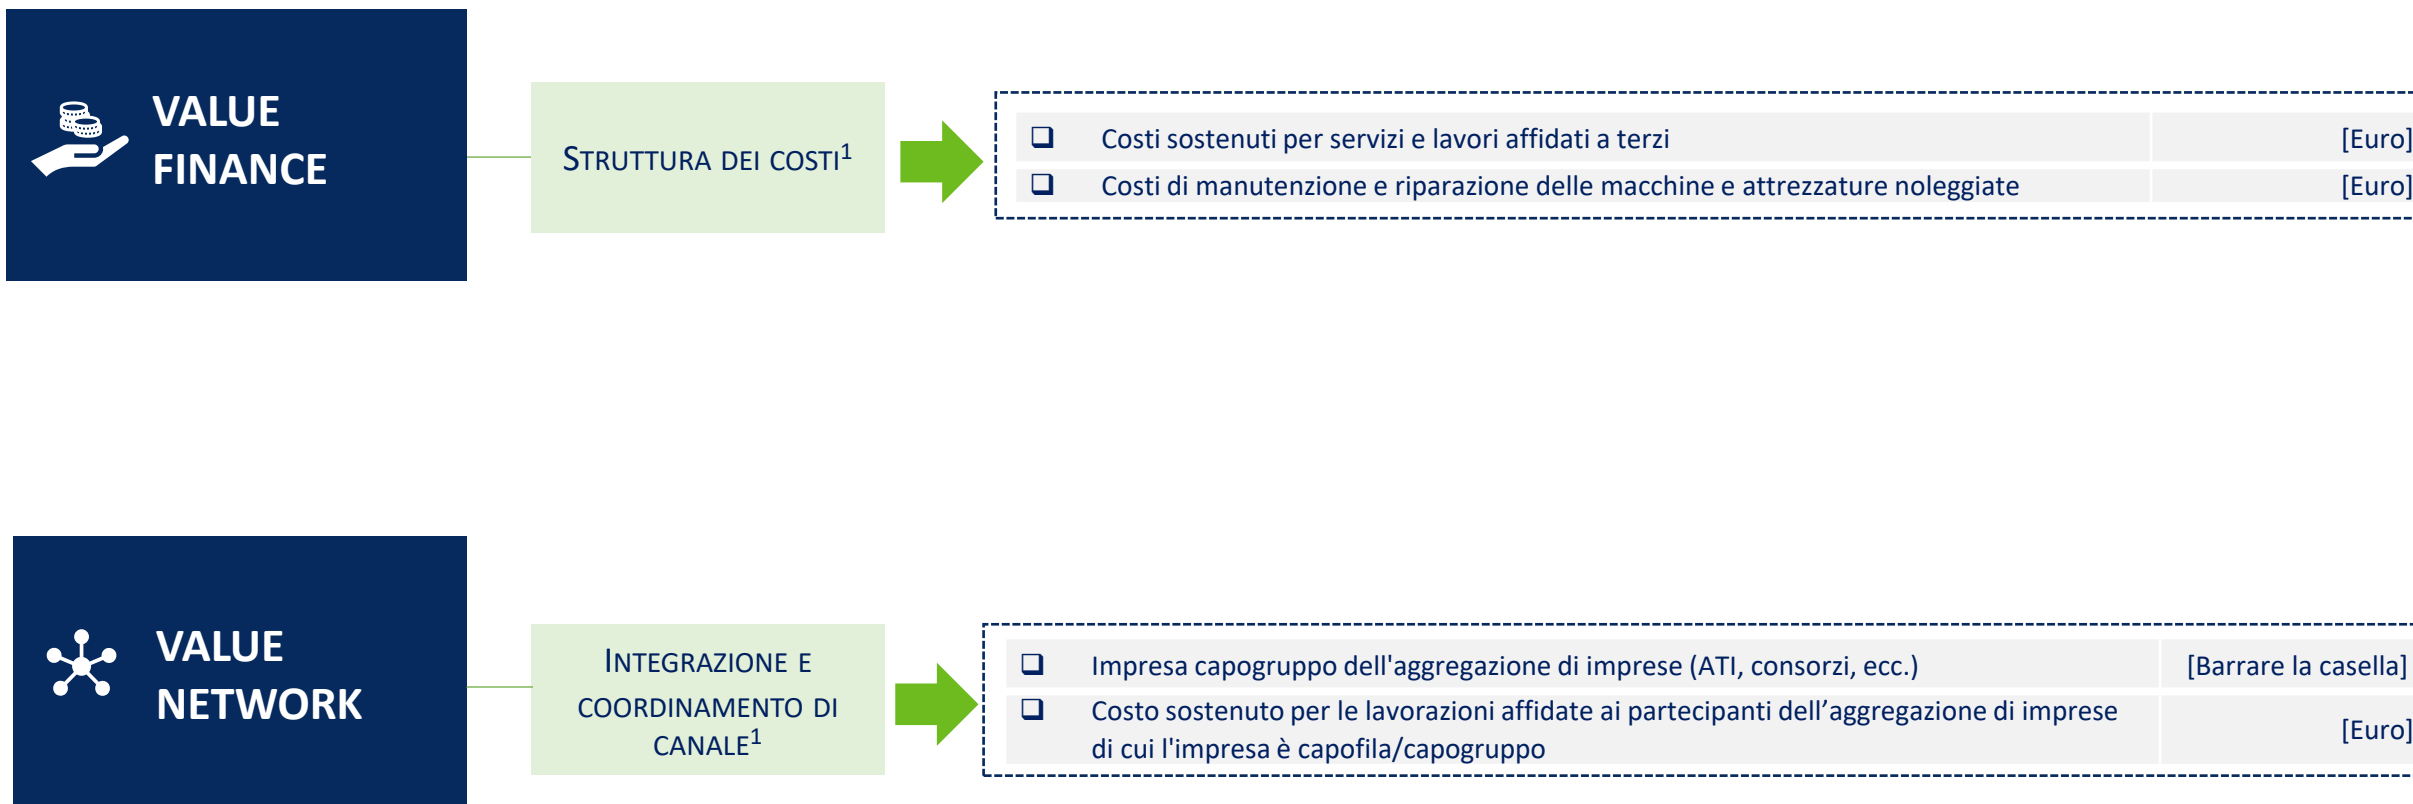 VALUE
FINANCE
STRUTTURA DEI COSTI1
❑ Costi sostenuti per servizi e lavori affidati a terzi [Euro]
❑ Costi di manutenzione e riparazione delle macchine e attrezzature noleggiate [Euro]
VALUE
NETWORK
INTEGRAZIONE E
COORDINAMENTO DI
CANALE1
❑ Impresa capogruppo dell'aggregazione di imprese (ATI, consorzi, ecc.) [Barrare la casella]
❑ Costo sostenuto per le lavorazioni affidate ai partecipanti dell’aggregazione di imprese
di cui l'impresa è capofila/capogruppo [Euro]